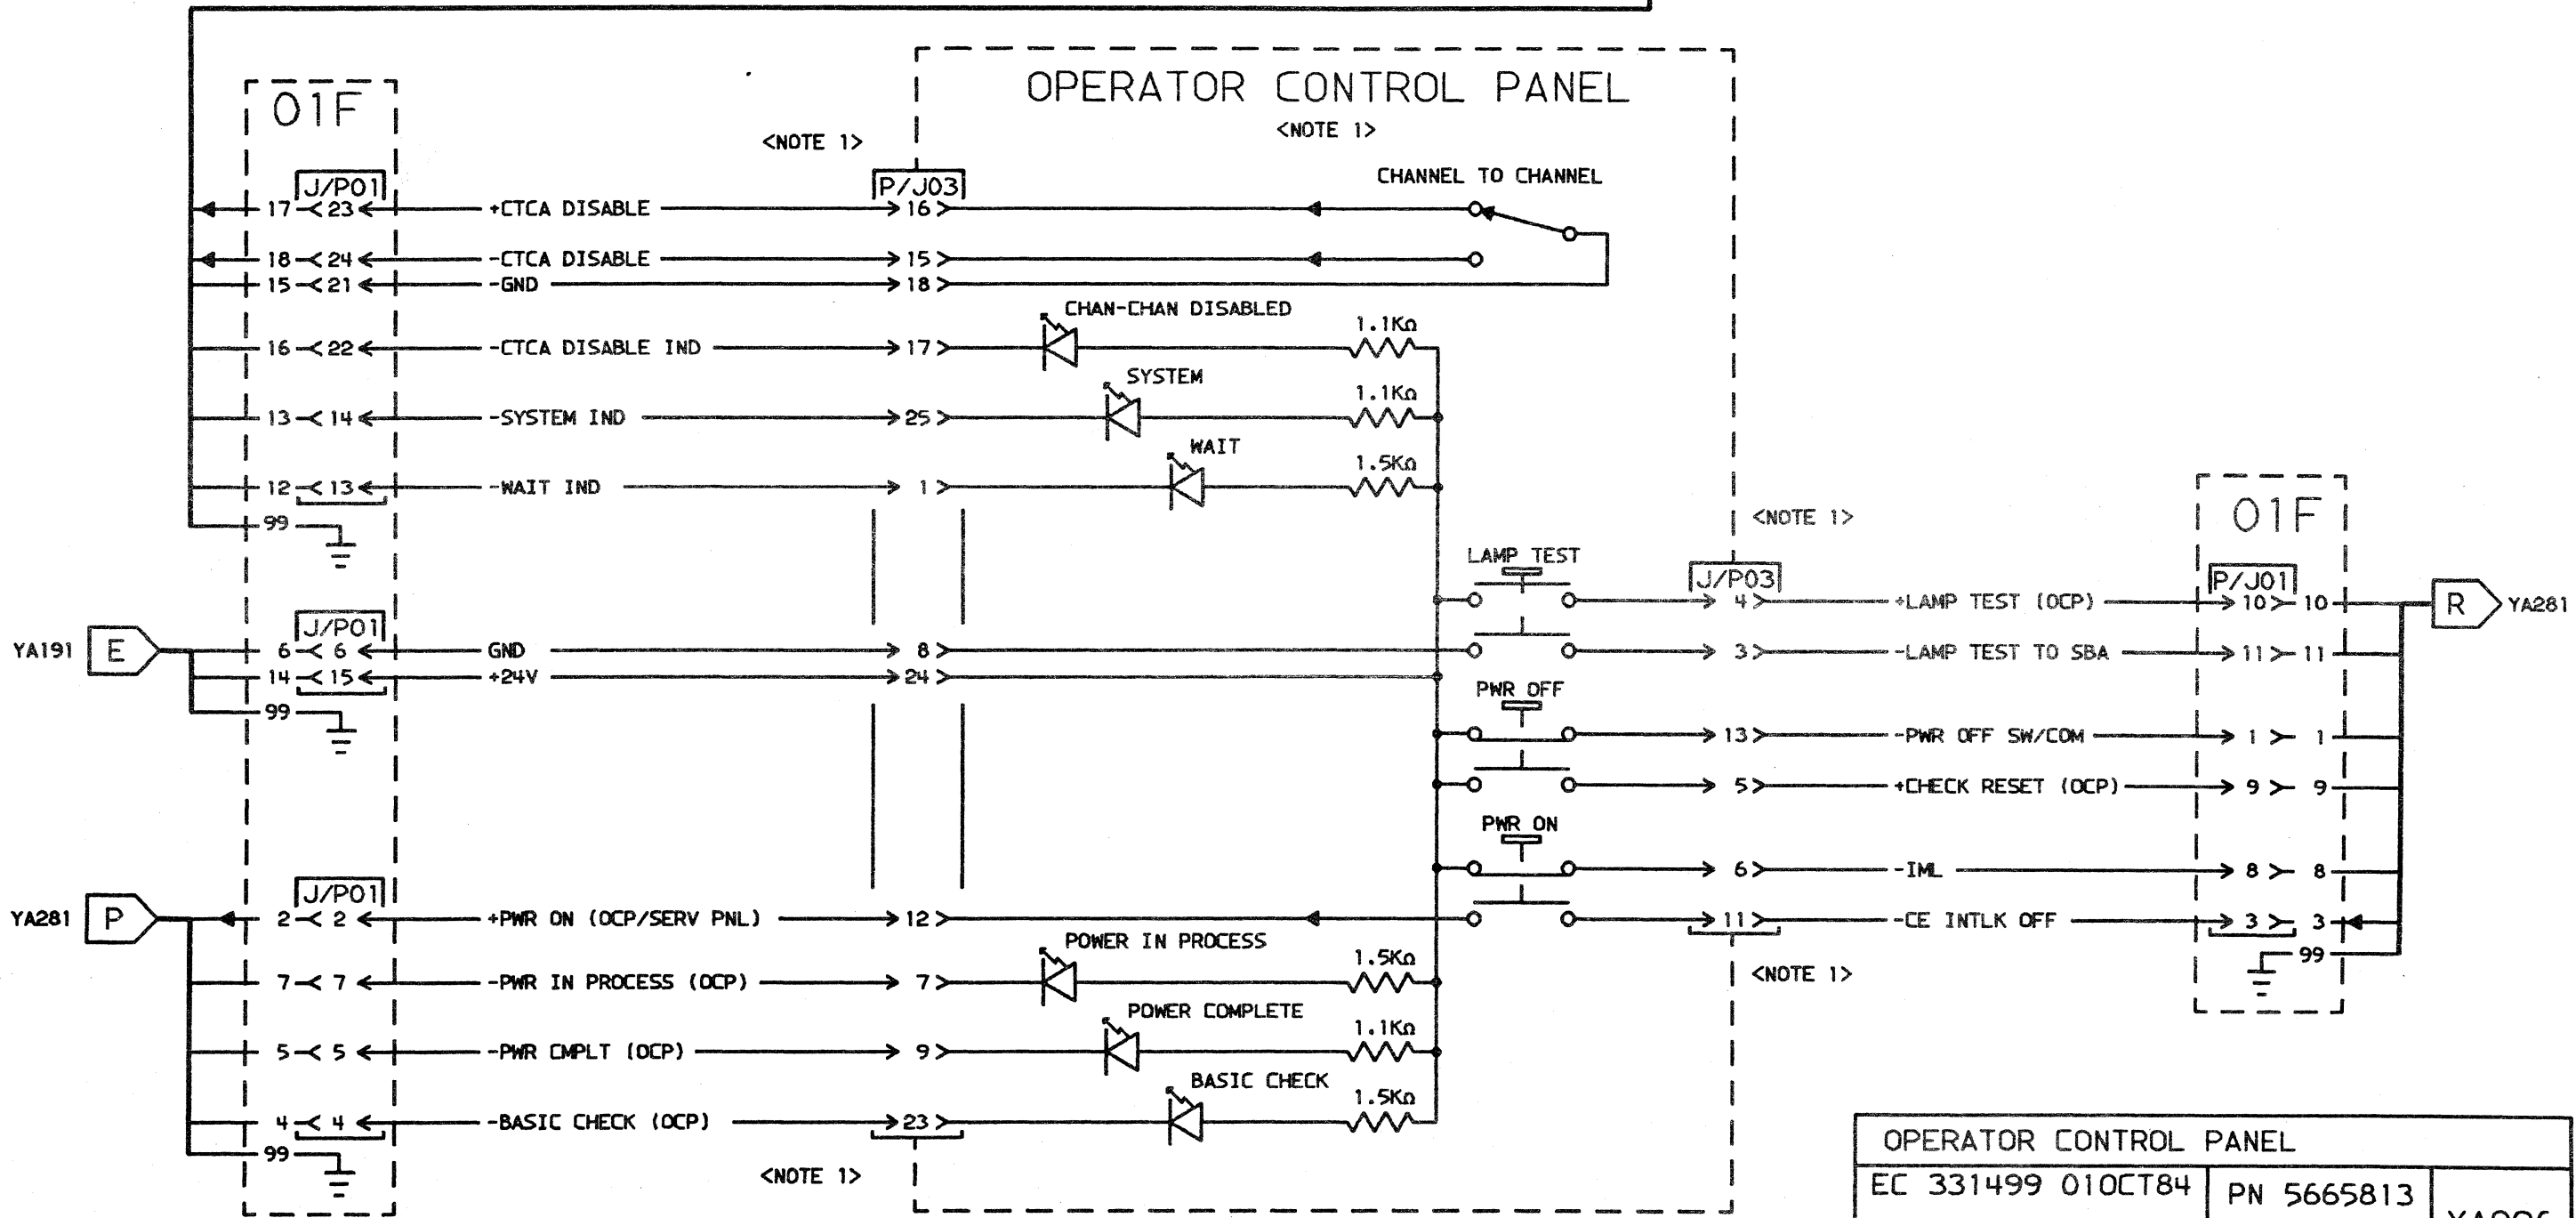 OPERATOR CONTROL PANEL
<NOTE 1>
01F
<NOTE 1>
J/P01
P/J03
CHANNEL TO CHANNEL
17 23 +CTCA DISABLE 16
18 24 -CTCA DISABLE 15
15 21 -GND 18
CHAN-CHAN DISABLED
16 22 -CTCA DISABLE IND 17 1.1KΩ
SYSTEM
13 14 -SYSTEM IND 25 1.1KΩ
WAIT
12 13 -WAIT IND 1 1.5KΩ
99
<NOTE 1>
01F
LAMP TEST
J/P03
P/J01
4 +LAMP TEST (OCP) 10 10
R YA281
J/P01
YA191 E
6 6 GND 8
3 -LAMP TEST TO SBA 11 11
14 15 +24V 24
99
PWR OFF
13 -PWR OFF SW/COM 1 1
5 +CHECK RESET (OCP) 9 9
PWR ON
6 -IML 8 8
J/P01
YA281 P
2 2 +PWR ON (OCP/SERV PNL) 12
11 -CE INTLK OFF 3 3
99
<NOTE 1>
POWER IN PROCESS
7 7 -PWR IN PROCESS (OCP) 7 1.5KΩ
POWER COMPLETE
5 5 -PWR CMPLT (OCP) 9 1.1KΩ
BASIC CHECK
4 4 -BASIC CHECK (OCP) 23 1.5KΩ
99
<NOTE 1>
OPERATOR CONTROL PANEL
EC 331499 01OCT84
PN 5665813